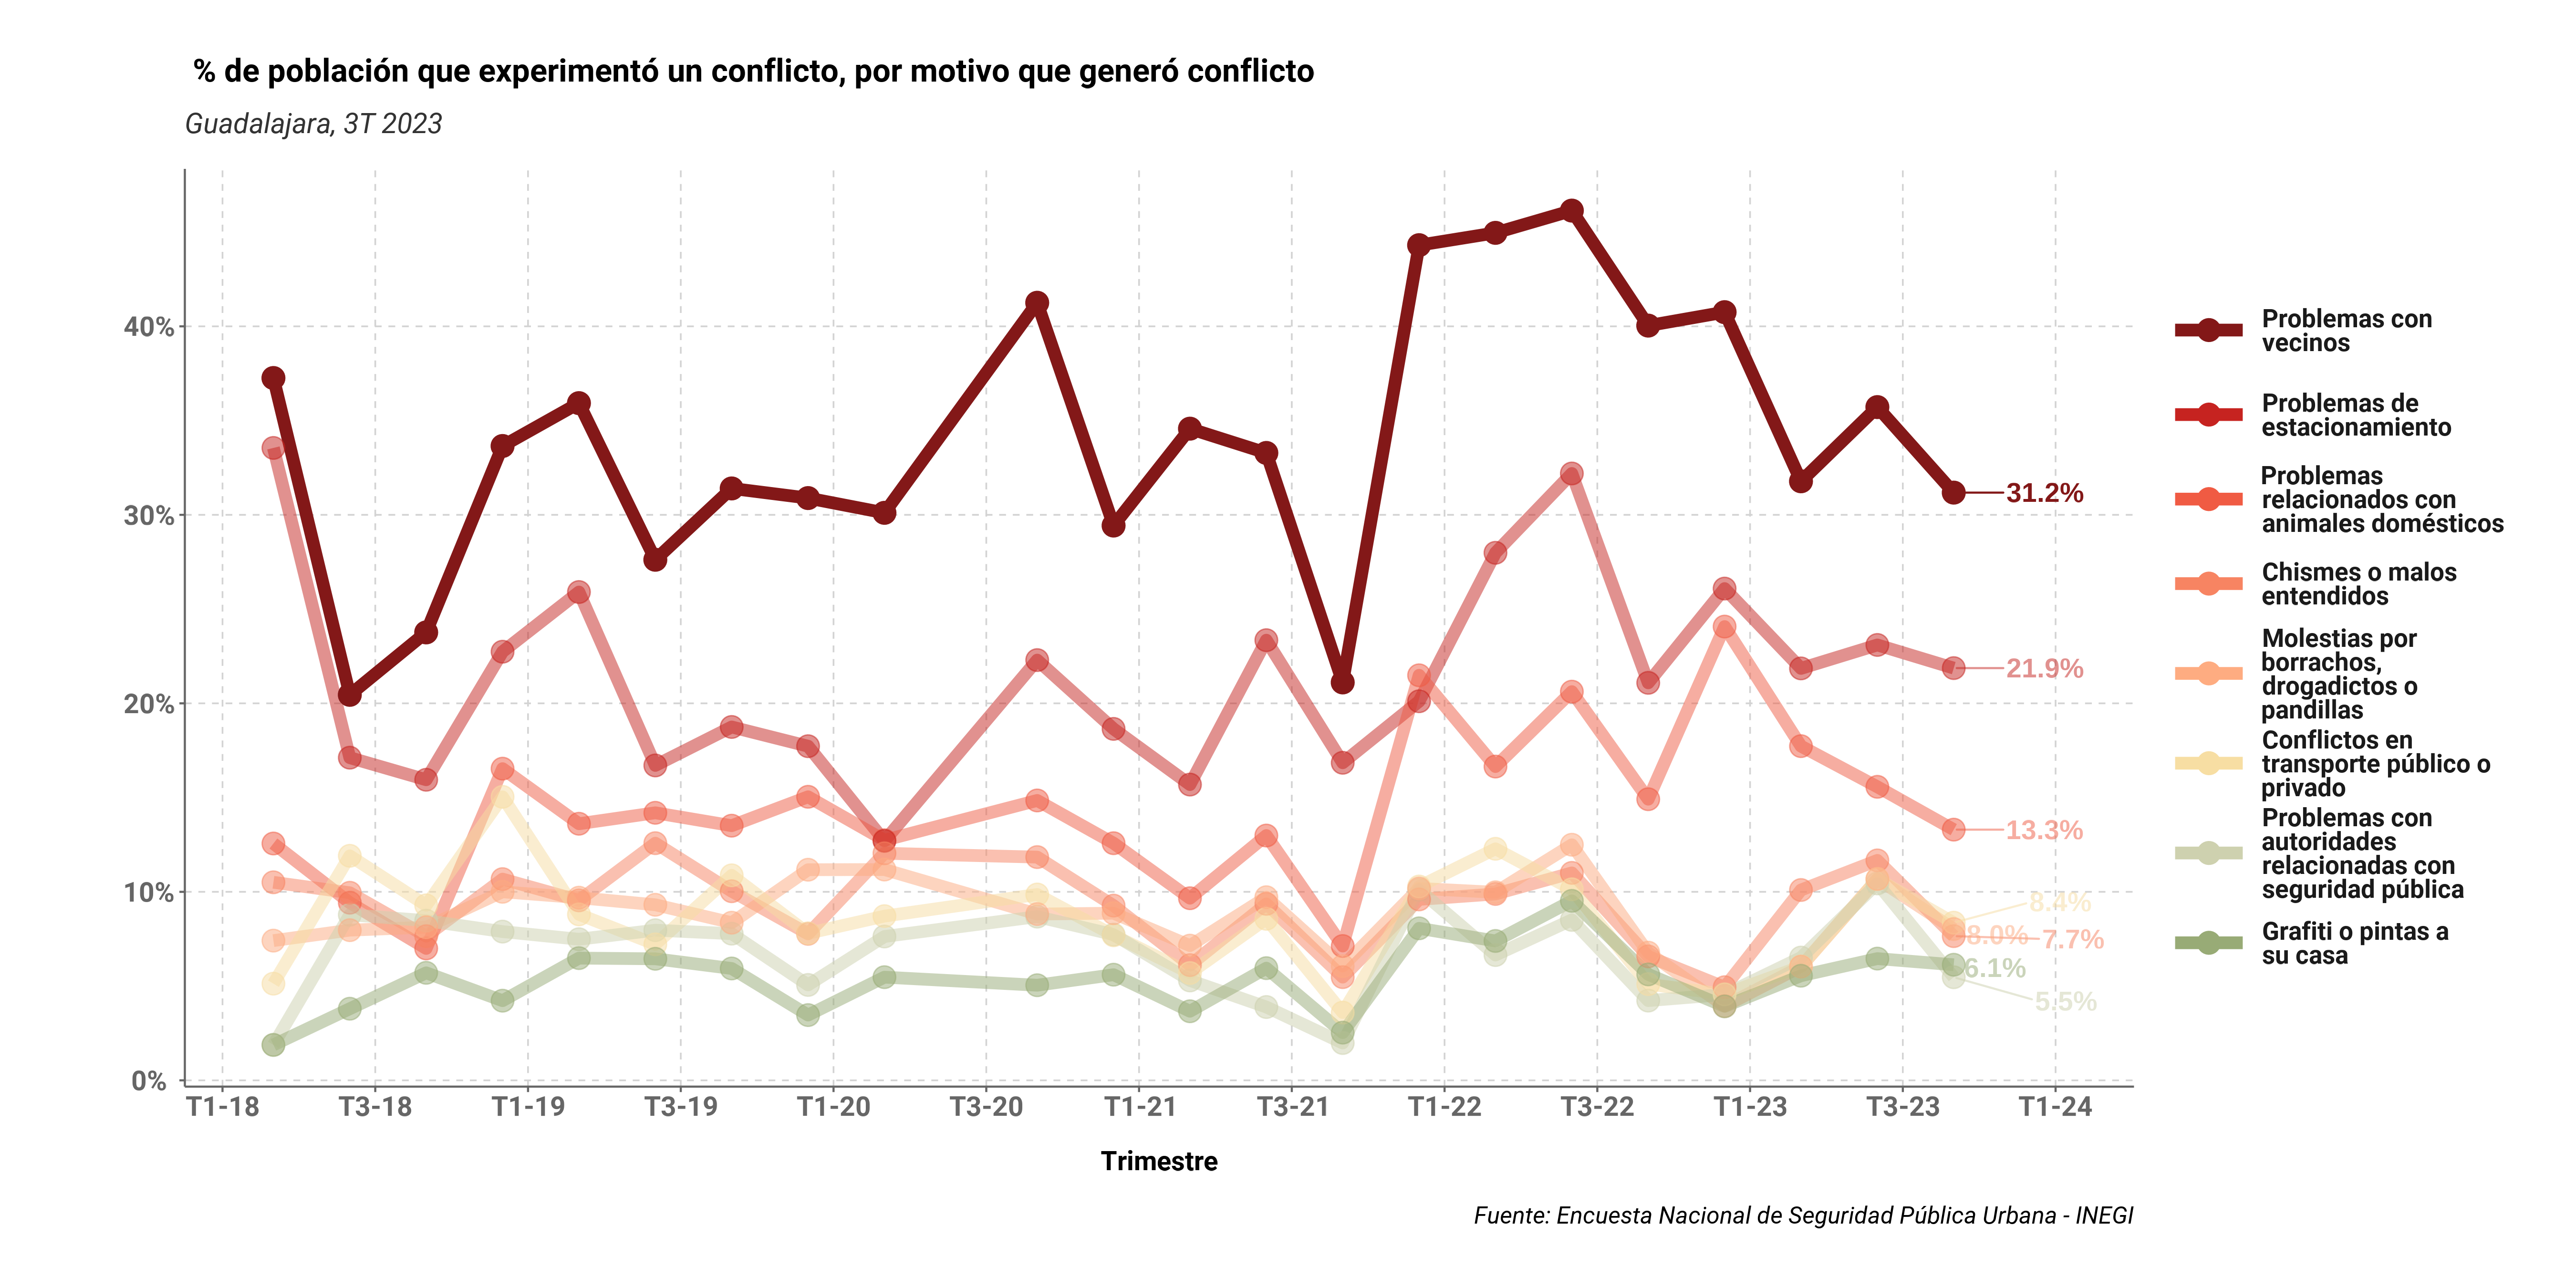 % de población que experimentó un conflicto, por motivo que generó conflicto
Guadalajara, 3T 2023
40%
30%
20%
10%
0%
31.2%
21.9%
13.3%
8.4%
8.0%
7.7%
6.1%
5.5%
T1-18
T3-18
T1-19
T3-19
T1-20
T3-20
T1-21
T3-21
T1-22
T3-22
T1-23
T3-23
T1-24
Trimestre
Problemas con
vecinos
Problemas de
estacionamiento
Problemas
relacionados con
animales domésticos
Chismes o malos
entendidos
Molestias por
borrachos,
drogadictos o
pandillas
Conflictos en
transporte público o
privado
Problemas con
autoridades
relacionadas con
seguridad pública
Grafiti o pintas a
su casa
Fuente: Encuesta Nacional de Seguridad Pública Urbana - INEGI